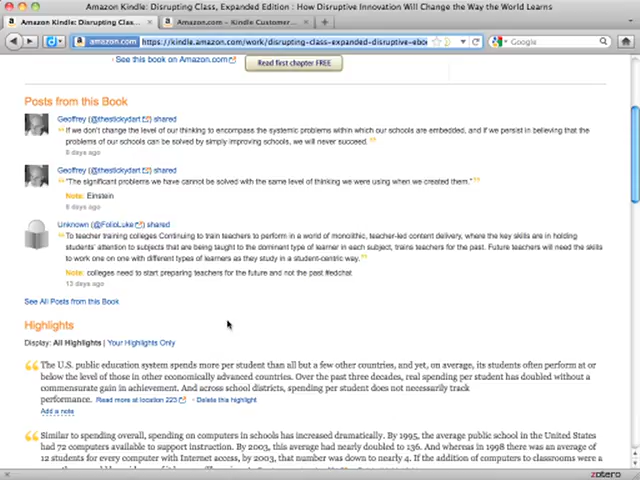 Amazon Kindle: Disrupting Class, Expanded Edition : How Disruptive Innovation Will Change the Way the World Learns
Amazon Kindle: Disrupting Clas...
Amazon.com - Kindle Customer...
amazon.com https://kindle.amazon.com/work/disrupting-class-expanded-disruptive-eboo
Google
See this book on Amazon.com
Read first chapter FREE
Posts from this Book
Geoffrey (@thestickydart) shared
If we don't change the level of our thinking to encompass the systemic problems within which our schools are embedded, and if we persist in believing that the
problems of our schools can be solved by simply improving schools, we will never succeed.
8 days ago
Geoffrey (@thestickydart) shared
"The significant problems we have cannot be solved with the same level of thinking we were using when we created them."
Note: Einstein
8 days ago
Unknown (@FolioLuke) shared
To teacher training colleges Continuing to train teachers to perform in a world of monolithic, teacher-led content delivery, where the key skills are in holding
students' attention to subjects that are being taught to the dominant type of learner in each subject, trains teachers for the past. Future teachers will need the skills
to work one on one with different types of learners as they study in a student-centric way.
Note: colleges need to start preparing teachers for the future and not the past #edchat
13 days ago
See All Posts from this Book
Highlights
Display: All Highlights | Your Highlights Only
The U.S. public education system spends more per student than all but a few other countries, and yet, on average, its students often perform at or
below the level of those in other economically advanced countries. Over the past three decades, real spending per student has doubled without a
commensurate gain in achievement. And across school districts, spending per student does not necessarily track
performance. Read more at location 223 - Delete this highlight
Add a note
Similar to spending overall, spending on computers in schools has increased dramatically. By 1995, the average public school in the United States
had 72 computers available to support instruction. By 2003, this average had nearly doubled to 136. And whereas in 1998 there was an average of
12 students for every computer with Internet access, by 2003, that number was down to nearly 4. If the addition of computers to classrooms were a
zotero